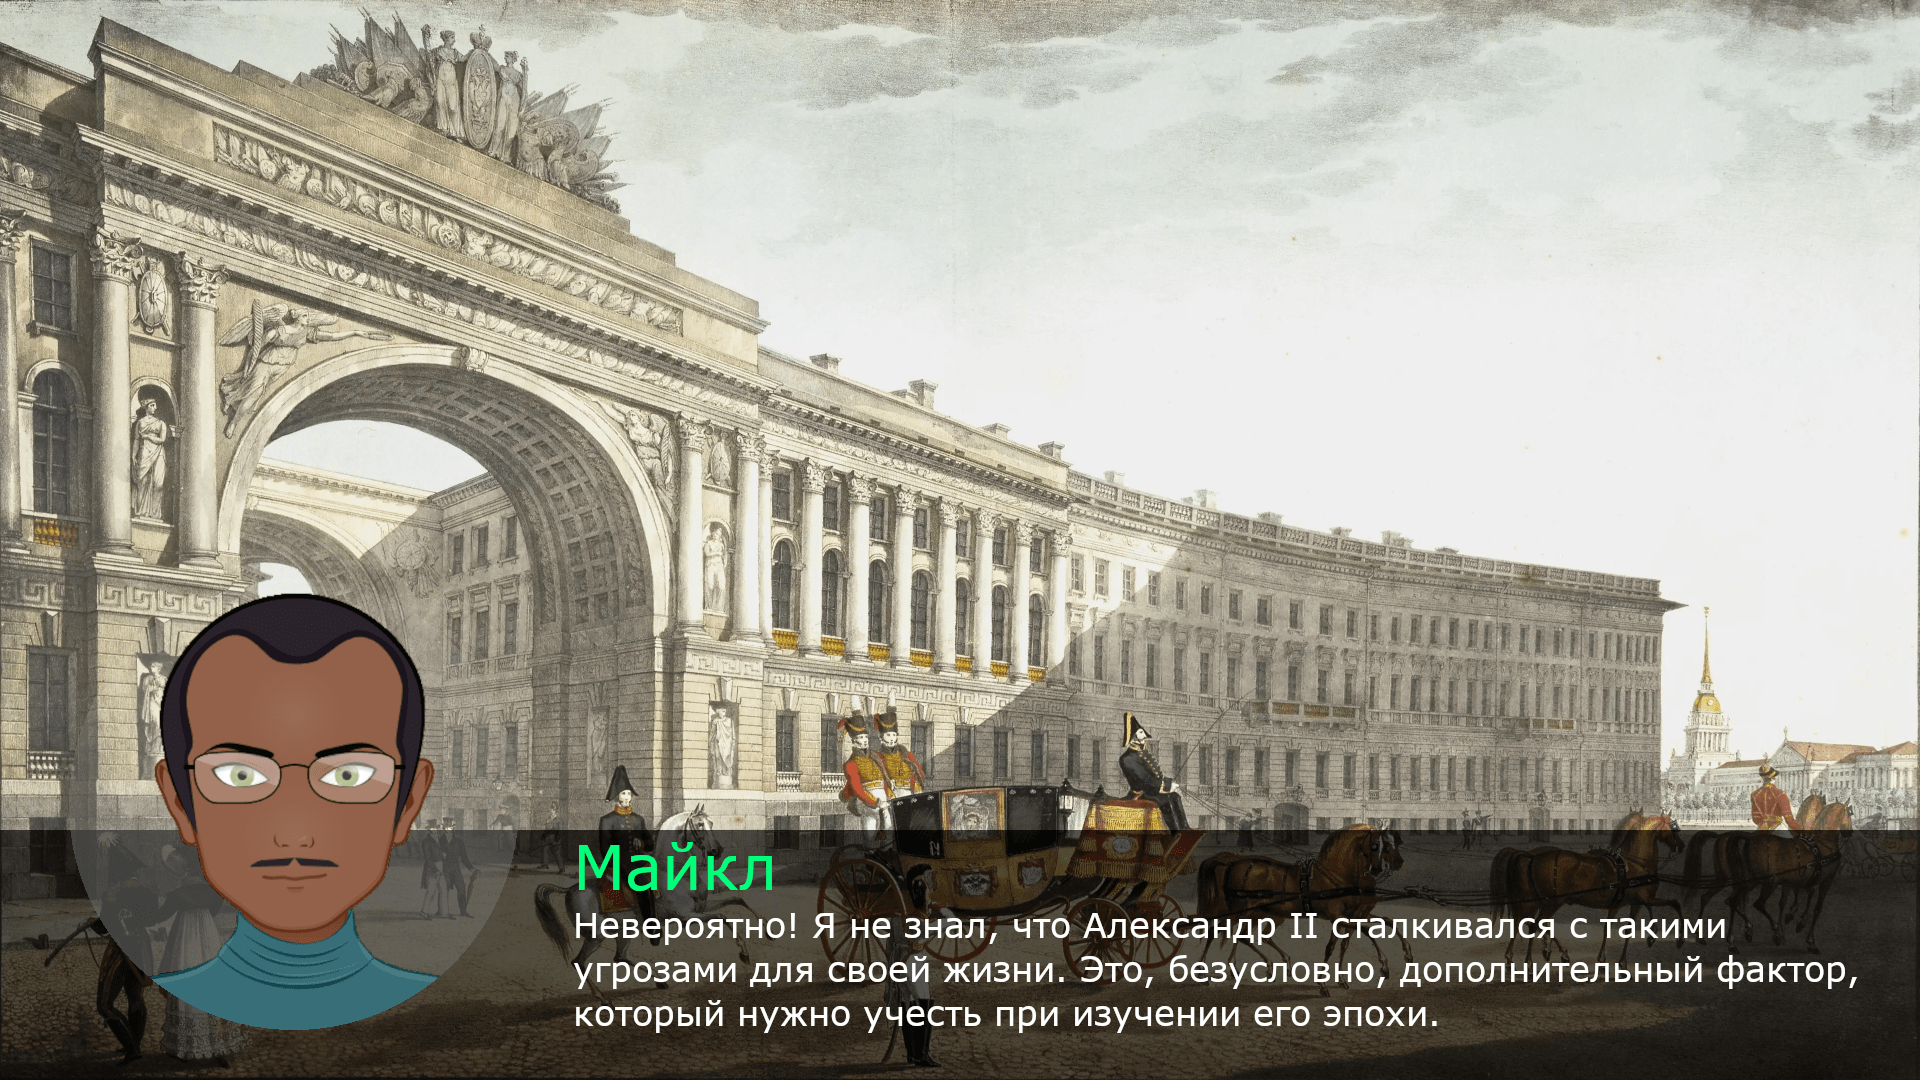 Майкл
Невероятно! Я не знал, что Александр II сталкивался с такими
угрозами для своей жизни. Это, безусловно, дополнительный фактор,
который нужно учесть при изучении его эпохи.